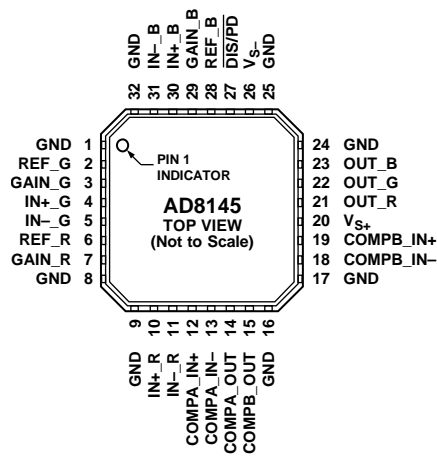 32 GND
31 IN–_B
30 IN+_B
29 GAIN_B
28 REF_B
27 DIS/PD
26 VS–
25 GND
GND 1
REF_G 2
GAIN_G 3
IN+_G 4
IN–_G 5
REF_R 6
GAIN_R 7
GND 8
PIN 1
INDICATOR
AD8145
TOP VIEW
(Not to Scale)
24 GND
23 OUT_B
22 OUT_G
21 OUT_R
20 VS+
19 COMPB_IN+
18 COMPB_IN–
17 GND
GND 9
IN+_R 10
IN–_R 11
COMPA_IN+ 12
COMPA_IN– 13
COMPA_OUT 14
COMPB_OUT 15
GND 16